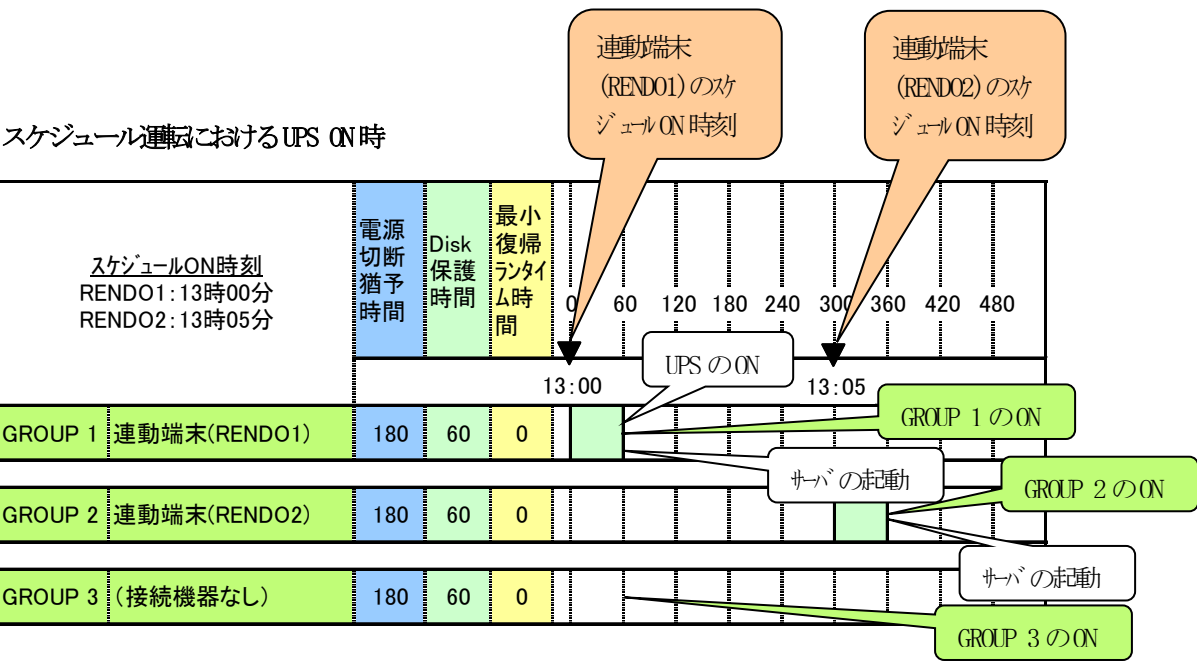 連動端末
(RENDO1)のスケ
ジュールON時刻
連動端末
(RENDO2)のスケ
ジュールON時刻
スケジュール運転におけるUPS ON時
スケジュールON時刻
RENDO1:13時00分
RENDO2:13時05分
電源
切断
猶予
時間
Disk
保護
時間
最小
復帰
ランタイ
ム時
間
0 60 120 180 240 300 360 420 480
UPSのON
13:00 13:05
GROUP 1 連動端末(RENDO1) 180 60 0
GROUP 1のON
サーバの起動
GROUP 2 連動端末(RENDO2) 180 60 0
GROUP 2のON
サーバの起動
GROUP 3 (接続機器なし) 180 60 0
GROUP 3のON